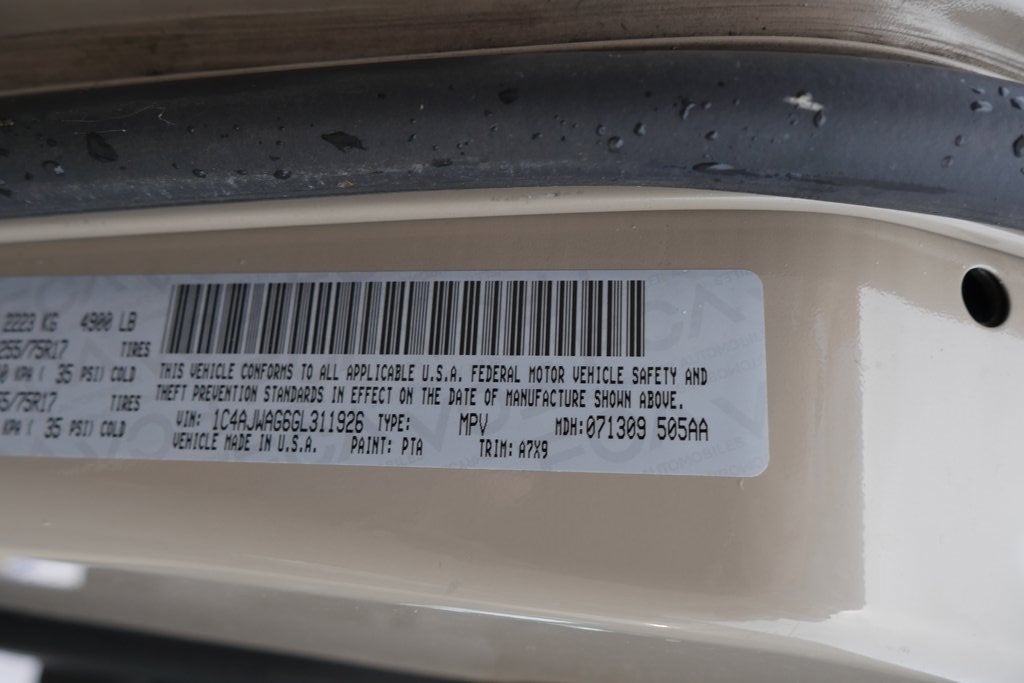 2223 KG 4900 LB
255/75R17 TIRES
KPA ( 35 PSI) COLD
/75R17 TIRES
KPA ( 35 PSI) COLD
THIS VEHICLE CONFORMS TO ALL APPLICABLE U.S.A. FEDERAL MOTOR VEHICLE SAFETY AND
THEFT PREVENTION STANDARDS IN EFFECT ON THE DATE OF MANUFACTURE SHOWN ABOVE.
VIN: 1C4AJWAG6GL311926 TYPE: MPV MDH:071309 505AA
VEHICLE MADE IN U.S.A. PAINT: PTA TRIM: A7X9